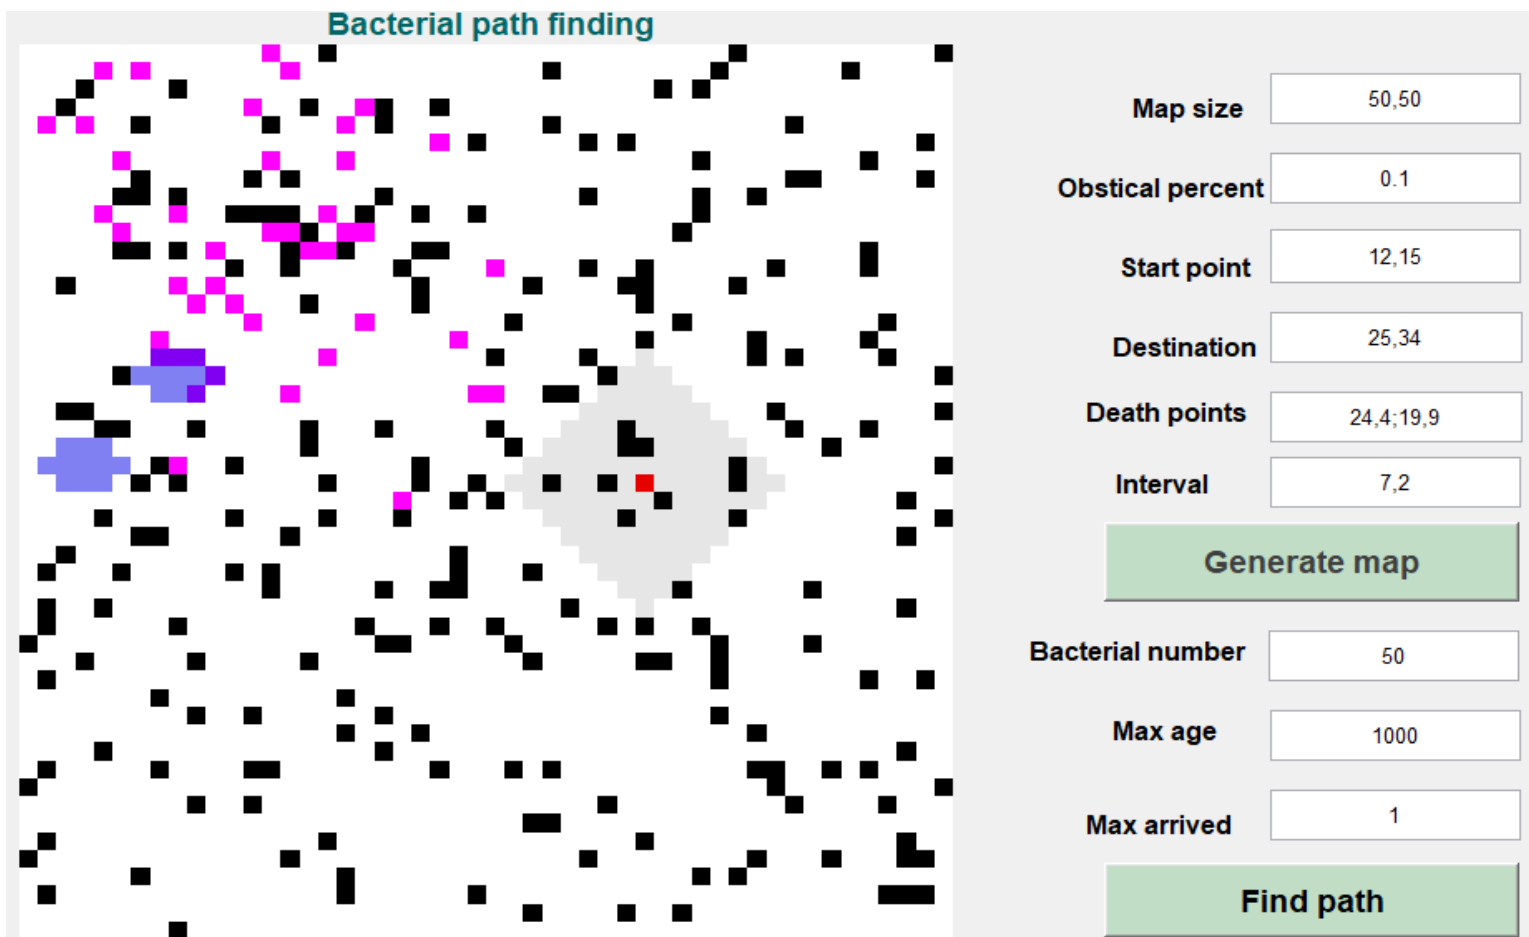 Bacterial path finding
Map size 50,50
Obstical percent 0.1
Start point 12,15
Destination 25,34
Death points 24,4;19,9
Interval 7,2
Generate map
Bacterial number 50
Max age 1000
Max arrived 1
Find path